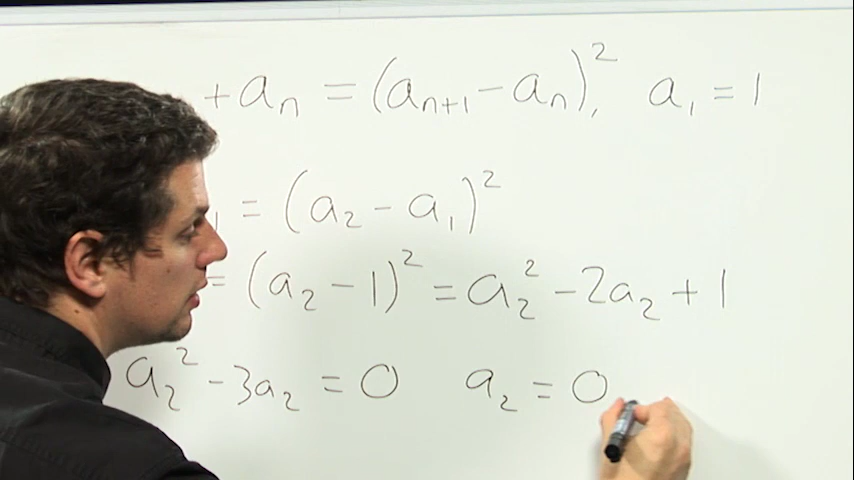 +aₙ = (aₙ₊₁ − aₙ)², a₁ = 1
₁ = (a₂ − a₁)²
= (a₂ − 1)² = a₂² − 2a₂ + 1
a₂² − 3a₂ = 0 a₂ = 0